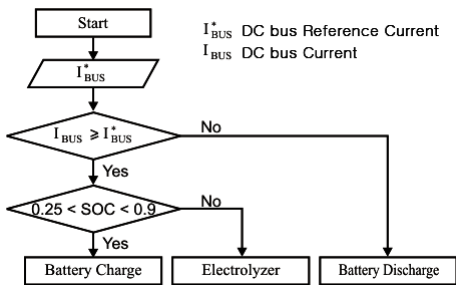 Start
I*BUS DC bus Reference Current
IBUS DC bus Current
I*BUS
IBUS ⩾ I*BUS
No
Yes
0.25 < SOC < 0.9
No
Yes
Battery Charge
Electrolyzer
Battery Discharge